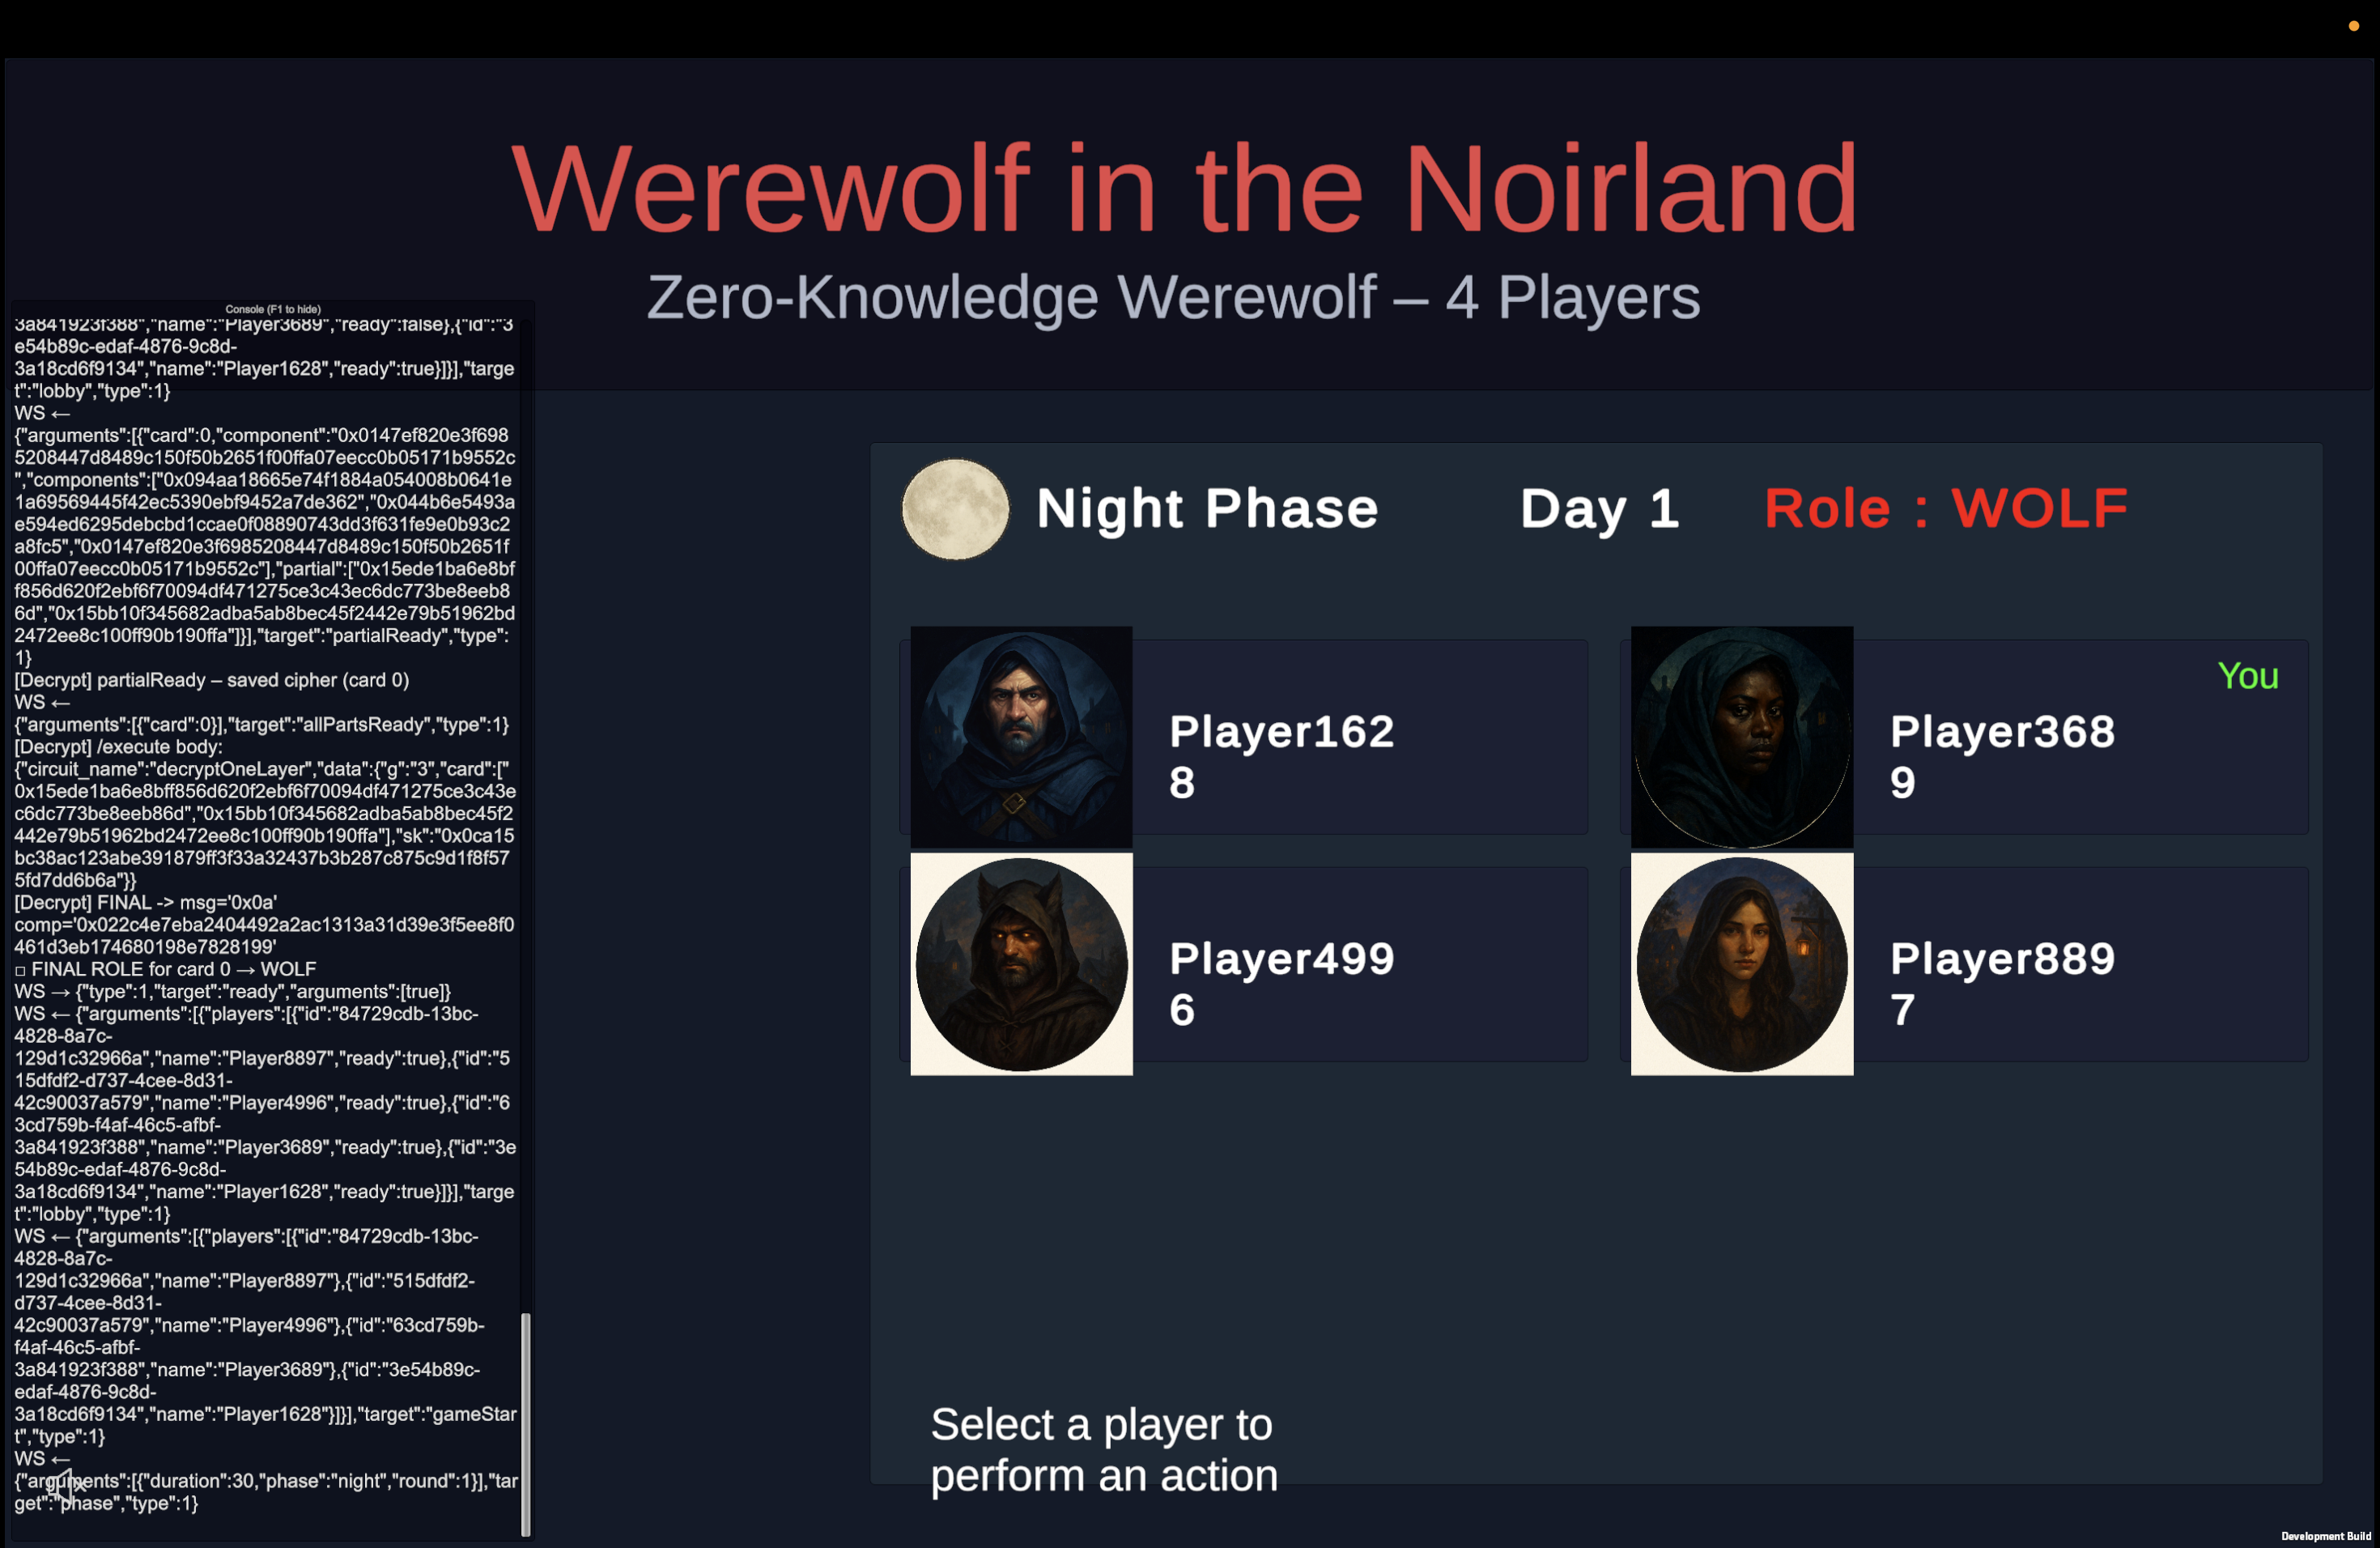 Werewolf in the Noirland
Zero-Knowledge Werewolf – 4 Players
Console (F1 to hide)
3a841923f388","name":"Player3689","ready":false},{"id":"3
e54b89c-edaf-4876-9c8d-
3a18cd6f9134","name":"Player1628","ready":true}]}],"targe
t":"lobby","type":1}
WS ←
{"arguments":[{"card":0,"component":"0x0147ef820e3f698
5208447d8489c150f50b2651f00ffa07eecc0b05171b9552c
","components":["0x094aa18665e74f1884a054008b0641e
1a69569445f42ec5390ebf9452a7de362","0x044b6e5493a
e594ed6295debcbd1ccae0f08890743dd3f631fe9e0b93c2
a8fc5","0x0147ef820e3f6985208447d8489c150f50b2651f
00ffa07eecc0b05171b9552c"],"partial":["0x15ede1ba6e8bf
f856d620f2ebf6f70094df471275ce3c43ec6dc773be8eeb8
6d","0x15bb10f345682adba5ab8bec45f2442e79b51962bd
2472ee8c100ff90b190ffa"]}],"target":"partialReady","type":
1}
[Decrypt] partialReady – saved cipher (card 0)
WS ←
{"arguments":[{"card":0}],"target":"allPartsReady","type":1}
[Decrypt] /execute body:
{"circuit_name":"decryptOneLayer","data":{"g":"3","card":["
0x15ede1ba6e8bff856d620f2ebf6f70094df471275ce3c43e
c6dc773be8eeb86d","0x15bb10f345682adba5ab8bec45f2
442e79b51962bd2472ee8c100ff90b190ffa"],"sk":"0x0ca15
bc38ac123abe391879ff3f33a32437b3b287c875c9d1f8f57
5fd7dd6b6a"}}
[Decrypt] FINAL -> msg='0x0a'
comp='0x022c4e7eba2404492a2ac1313a31d39e3f5ee8f0
461d3eb174680198e7828199'
□ FINAL ROLE for card 0 → WOLF
WS → {"type":1,"target":"ready","arguments":[true]}
WS ← {"arguments":[{"players":[{"id":"84729cdb-13bc-
4828-8a7c-
129d1c32966a","name":"Player8897","ready":true},{"id":"5
15dfdf2-d737-4cee-8d31-
42c90037a579","name":"Player4996","ready":true},{"id":"6
3cd759b-f4af-46c5-afbf-
3a841923f388","name":"Player3689","ready":true},{"id":"3e
54b89c-edaf-4876-9c8d-
3a18cd6f9134","name":"Player1628","ready":true}]}],"targe
t":"lobby","type":1}
WS ← {"arguments":[{"players":[{"id":"84729cdb-13bc-
4828-8a7c-
129d1c32966a","name":"Player8897"},{"id":"515dfdf2-
d737-4cee-8d31-
42c90037a579","name":"Player4996"},{"id":"63cd759b-
f4af-46c5-afbf-
3a841923f388","name":"Player3689"},{"id":"3e54b89c-
edaf-4876-9c8d-
3a18cd6f9134","name":"Player1628"}]}],"target":"gameStar
t","type":1}
WS ←
{"arguments":[{"duration":30,"phase":"night","round":1}],"tar
get":"phase","type":1}
Night Phase
Day 1
Role : WOLF
Player162
8
You
Player368
9
Player499
6
Player889
7
Select a player to
perform an action
Development Build